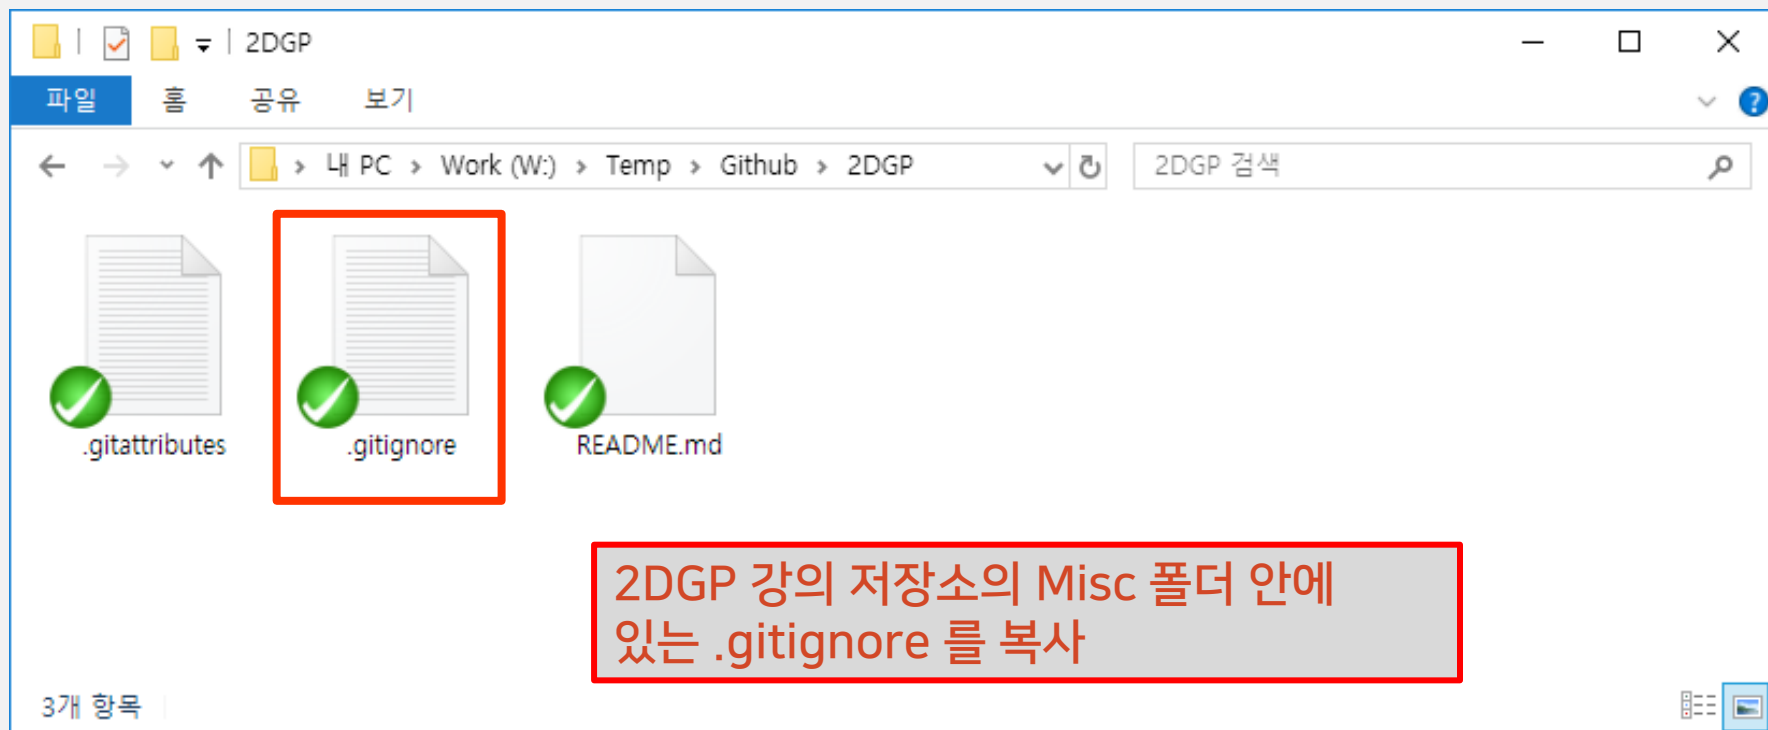 2DGP
파일 홈 공유 보기
내 PC > Work (W:) > Temp > Github > 2DGP 2DGP 검색
.gitattributes .gitignore README.md
2DGP 강의 저장소의 Misc 폴더 안에
있는 .gitignore 를 복사
3개 항목